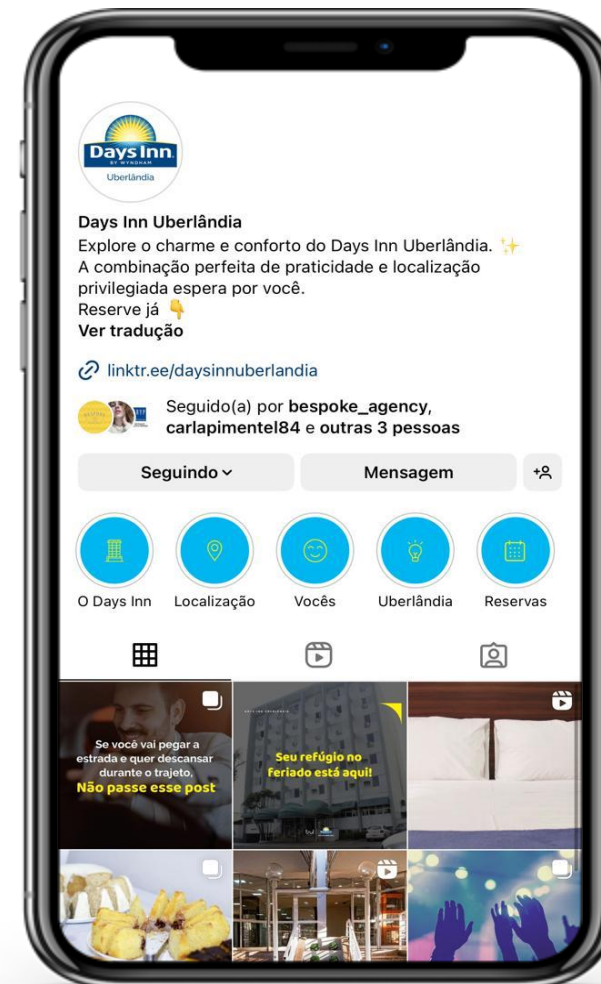 Days Inn
BY WYNDHAM
Uberlândia
Days Inn Uberlândia
Explore o charme e conforto do Days Inn Uberlândia. ✨
A combinação perfeita de praticidade e localização
privilegiada espera por você.
Reserve já 👇
Ver tradução
linktr.ee/daysinnuberlandia
Seguido(a) por bespoke_agency,
carlapimentel84 e outras 3 pessoas
Seguindo
Mensagem
O Days Inn
Localização
Vocês
Uberlândia
Reservas
Se você vai pegar a
estrada e quer descansar
durante o trajeto,
Não passe esse post
DAYS INN UBERLÂNDIA
Seu refúgio no
feriado está aqui!